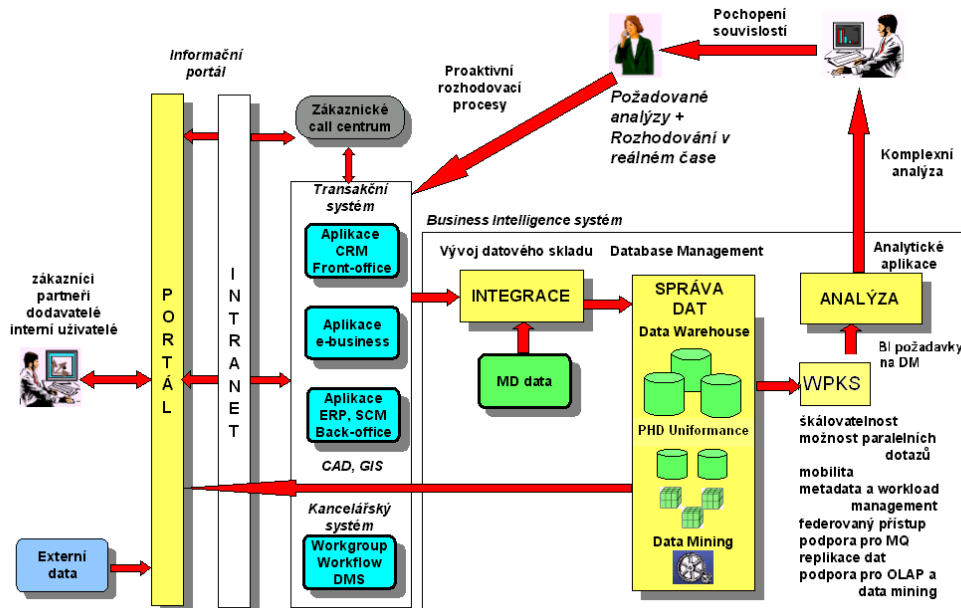 Informační
portál
Zákaznické
call centrum
Proaktivní
rozhodovací
procesy
Pochopení
souvislostí
Požadované
analýzy +
Rozhodování v
reálném čase
Komplexní
analýza
zákazníci
partneři
dodavatelé
interní uživatelé
PORTÁL
INTRANET
Externí
data
Transakční
systém
Aplikace
CRM
Front-office
Aplikace
e-business
Aplikace
ERP, SCM
Back-office
CAD, GIS
Kancelářský
systém
Workgroup
Workflow
DMS
Business Intelligence systém
Vývoj datového skladu
INTEGRACE
MD data
Database Management
SPRÁVA
DAT
Data Warehouse
PHD Uniformance
Data Mining
Analytické
aplikace
ANALÝZA
BI požadavky
na DM
WPKS
škálovatelnost
možnost paralelních
dotazů
mobilita
metadata a workload
management
federovaný přístup
podpora pro MQ
replikace dat
podpora pro OLAP a
data mining